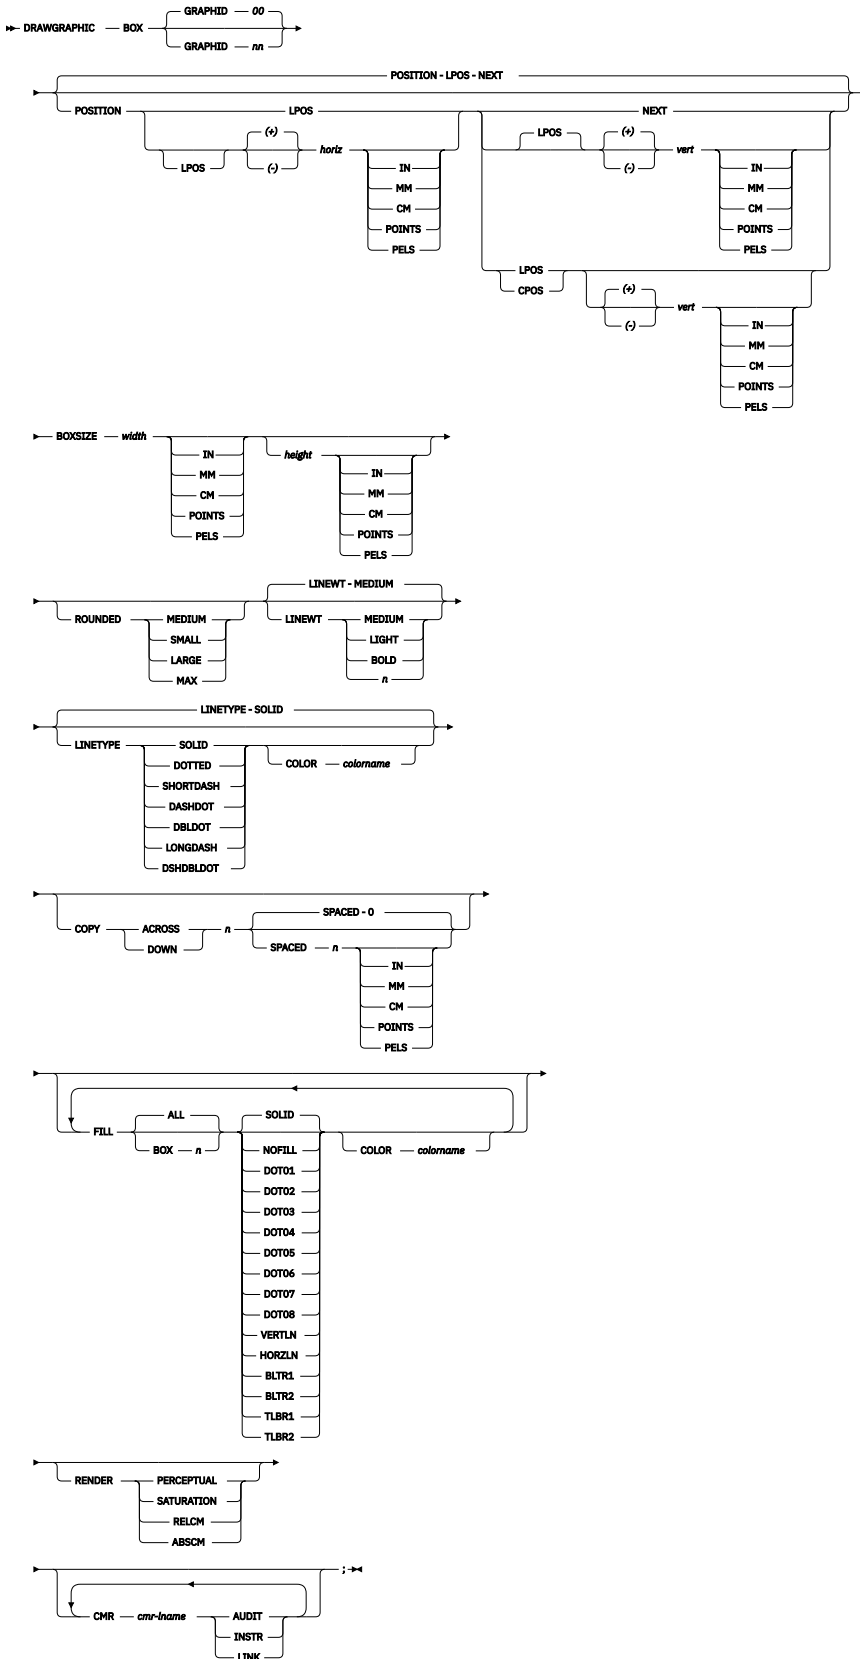 GRAPHID 00
DRAWGRAPHIC BOX
GRAPHID nn
POSITION - LPOS - NEXT
POSITION LPOS NEXT
(+) LPOS (+)
horiz vert
LPOS (-) IN (-) IN
MM MM
CM CM
POINTS POINTS
PELS PELS
LPOS
CPOS (+)
vert
(-) IN
MM
CM
POINTS
PELS
BOXSIZE width
IN height
MM IN
CM MM
POINTS CM
PELS POINTS
PELS
LINEWT - MEDIUM
ROUNDED MEDIUM LINEWT MEDIUM
SMALL LIGHT
LARGE BOLD
MAX n
LINETYPE - SOLID
LINETYPE SOLID
DOTTED COLOR colorname
SHORTDASH
DASHDOT
DBLDOT
LONGDASH
DSHDBLDOT
SPACED - 0
COPY ACROSS n
DOWN SPACED n
IN
MM
CM
POINTS
PELS
ALL SOLID
FILL
BOX n NOFILL COLOR colorname
DOT01
DOT02
DOT03
DOT04
DOT05
DOT06
DOT07
DOT08
VERTLN
HORZLN
BLTR1
BLTR2
TLBR1
TLBR2
RENDER PERCEPTUAL
SATURATION
RELCM
ABSCM
;
CMR cmr-lname AUDIT
INSTR
LINK